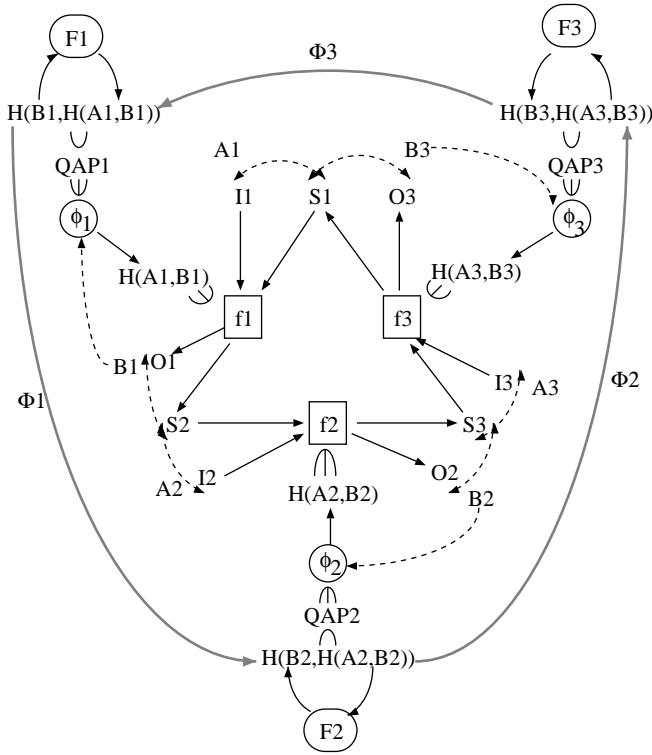 F1
F3
Φ3
H(B1,H(A1,B1))
H(B3,H(A3,B3))
A1
B3
QAP1
QAP3
I1
S1
O3
ϕ1
ϕ3
H(A1,B1)
H(A3,B3)
f1
f3
B1
O1
I3
A3
Φ1
Φ2
S2
f2
S3
A2
I2
O2
H(A2,B2)
B2
ϕ2
QAP2
H(B2,H(A2,B2))
F2